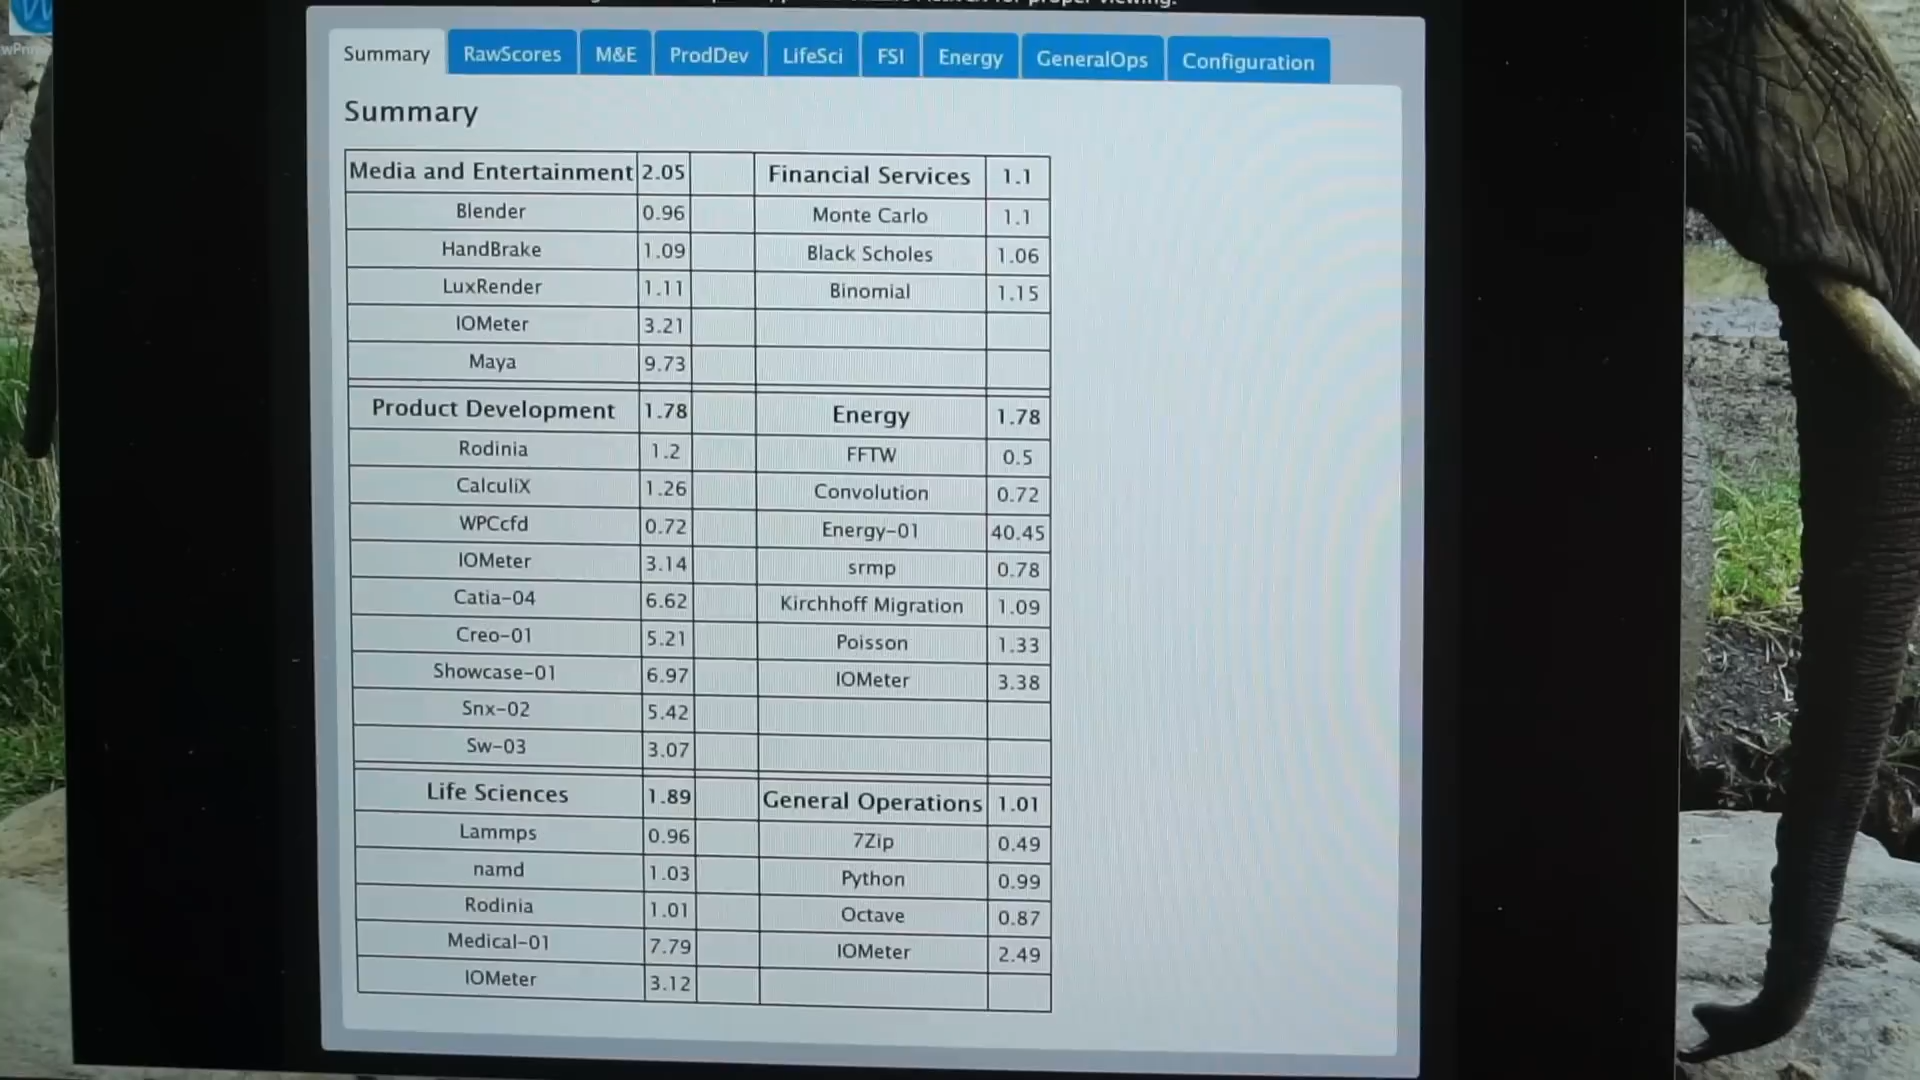 for proper viewing.
Summary RawScores M&E ProdDev LifeSci FSI Energy GeneralOps Configuration
Summary
Media and Entertainment 2.05 Financial Services 1.1
Blender 0.96 Monte Carlo 1.1
HandBrake 1.09 Black Scholes 1.06
LuxRender 1.11 Binomial 1.15
IOMeter 3.21
Maya 9.73
Product Development 1.78 Energy 1.78
Rodinia 1.2 FFTW 0.5
CalculiX 1.26 Convolution 0.72
WPCcfd 0.72 Energy-01 40.45
IOMeter 3.14 srmp 0.78
Catia-04 6.62 Kirchhoff Migration 1.09
Creo-01 5.21 Poisson 1.33
Showcase-01 6.97 IOMeter 3.38
Snx-02 5.42
Sw-03 3.07
Life Sciences 1.89 General Operations 1.01
Lammps 0.96 7Zip 0.49
namd 1.03 Python 0.99
Rodinia 1.01 Octave 0.87
Medical-01 7.79 IOMeter 2.49
IOMeter 3.12